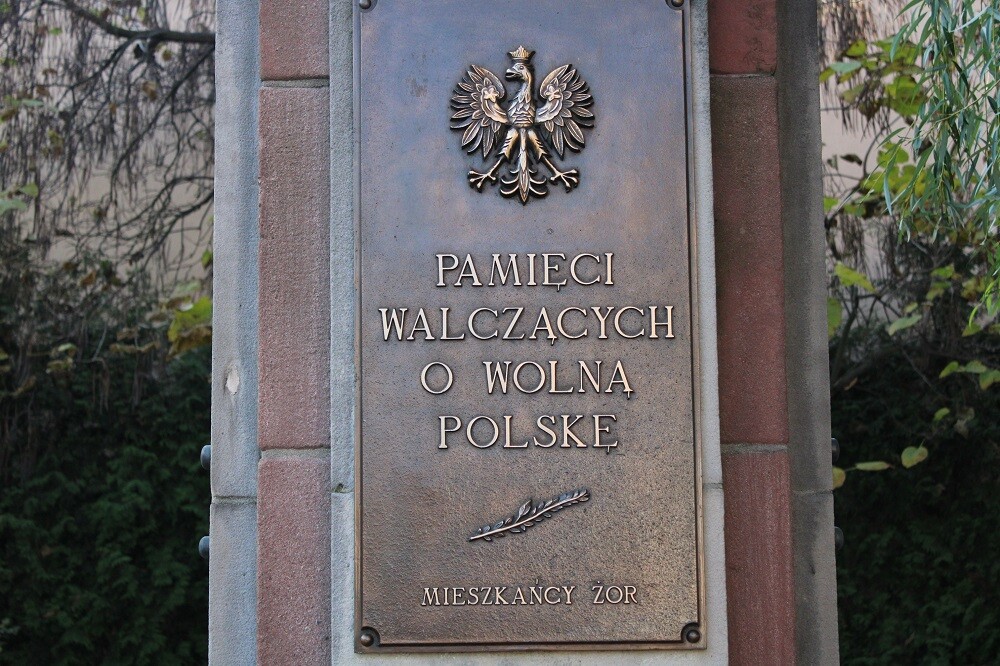 PAMIĘCI
WALCZĄCYCH
O WOLNĄ
POLSKĘ
MIESZKAŃCY ŻOR